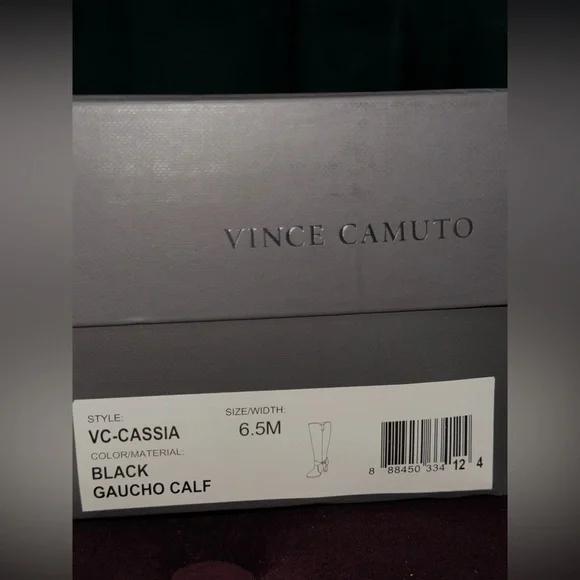 VINCE CAMUTO
STYLE: SIZE/WIDTH:
VC-CASSIA 6.5M
COLOR/MATERIAL:
BLACK
GAUCHO CALF
8 88450 334 12 4